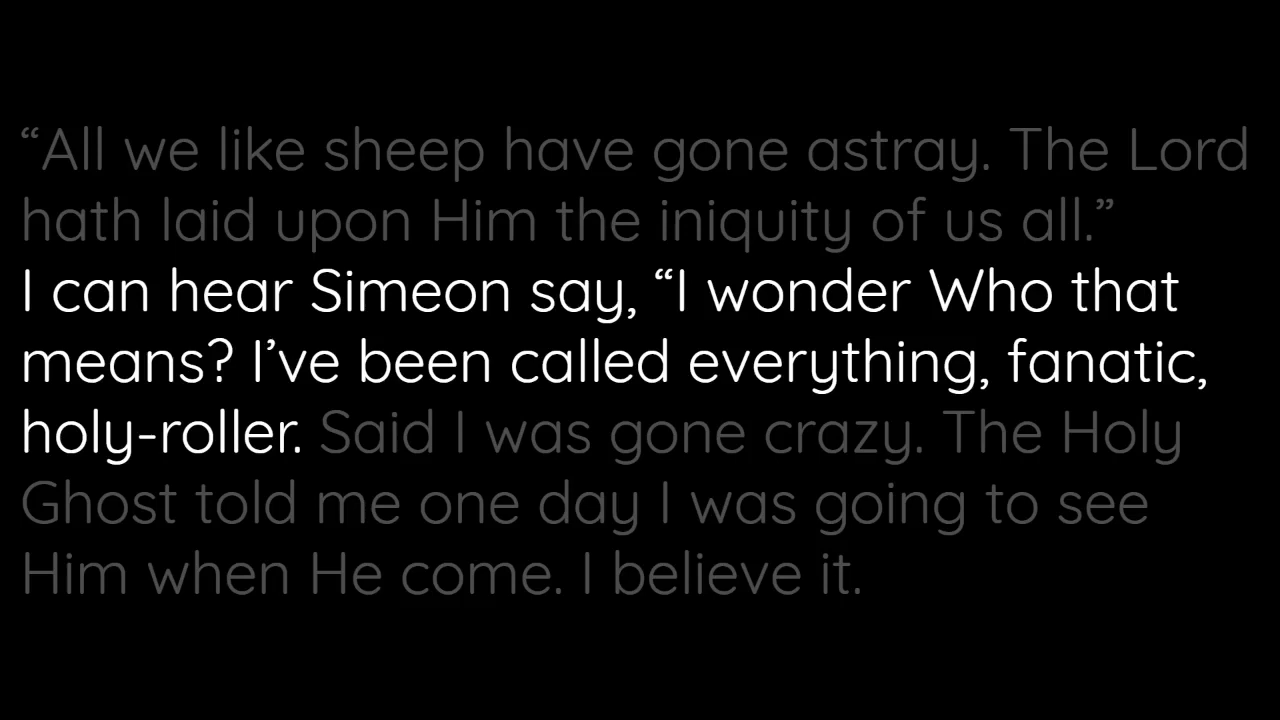 “All we like sheep have gone astray. The Lord
hath laid upon Him the iniquity of us all.”
I can hear Simeon say, “I wonder Who that
means? I’ve been called everything, fanatic,
holy-roller. Said I was gone crazy. The Holy
Ghost told me one day I was going to see
Him when He come. I believe it.